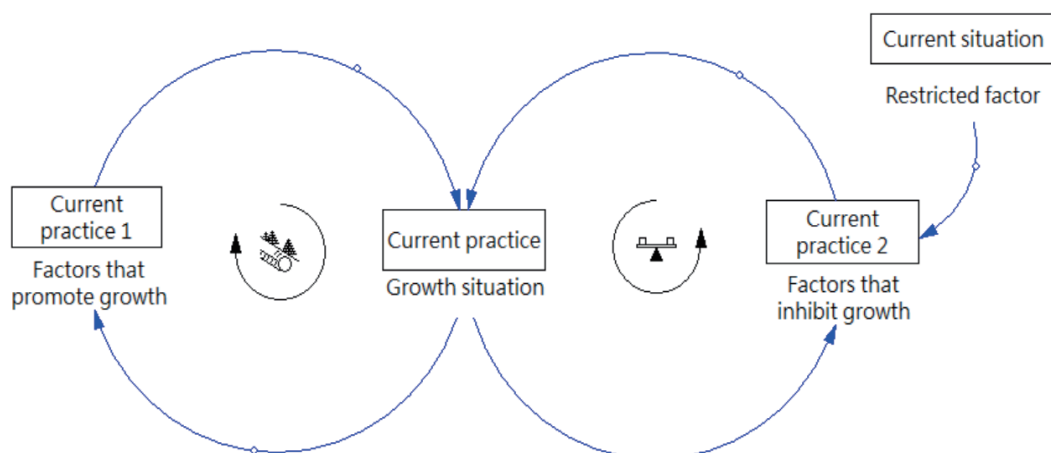 Current situation
Restricted factor
Current
practice 1
Factors that
promote growth
Current practice
Growth situation
Current
practice 2
Factors that
inhibit growth